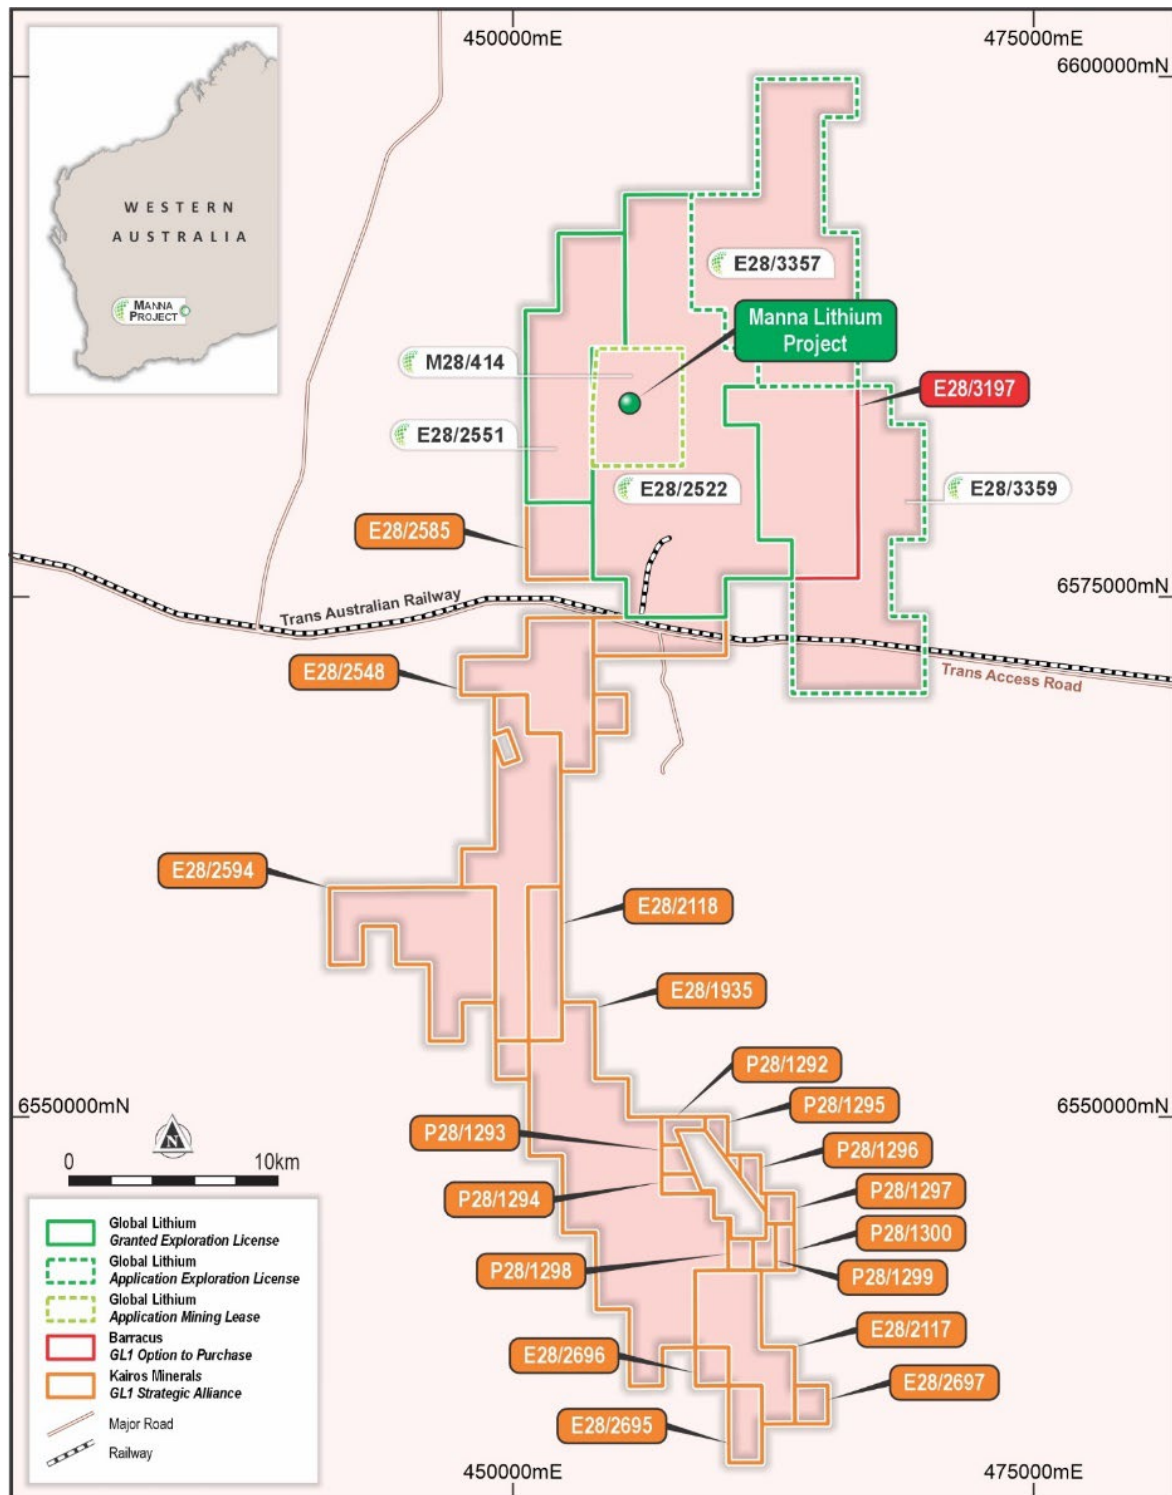 450000mE
475000mE
6600000mN
WESTERN
AUSTRALIA
MANNA
PROJECT
E28/3357
Manna Lithium
Project
M28/414
E28/3197
E28/2551
E28/2522
E28/3359
E28/2585
6575000mN
Trans Australian Railway
E28/2548
Trans Access Road
E28/2594
E28/2118
E28/1935
P28/1292
6550000mN
6550000mN
P28/1295
P28/1293
P28/1296
N
0
10km
P28/1294
P28/1297
P28/1300
P28/1298
P28/1299
E28/2117
E28/2696
E28/2697
E28/2695
Global Lithium
Granted Exploration License
Global Lithium
Application Exploration License
Global Lithium
Application Mining Lease
Barracus
GL1 Option to Purchase
Kairos Minerals
GL1 Strategic Alliance
Major Road
Railway
450000mE
475000mE